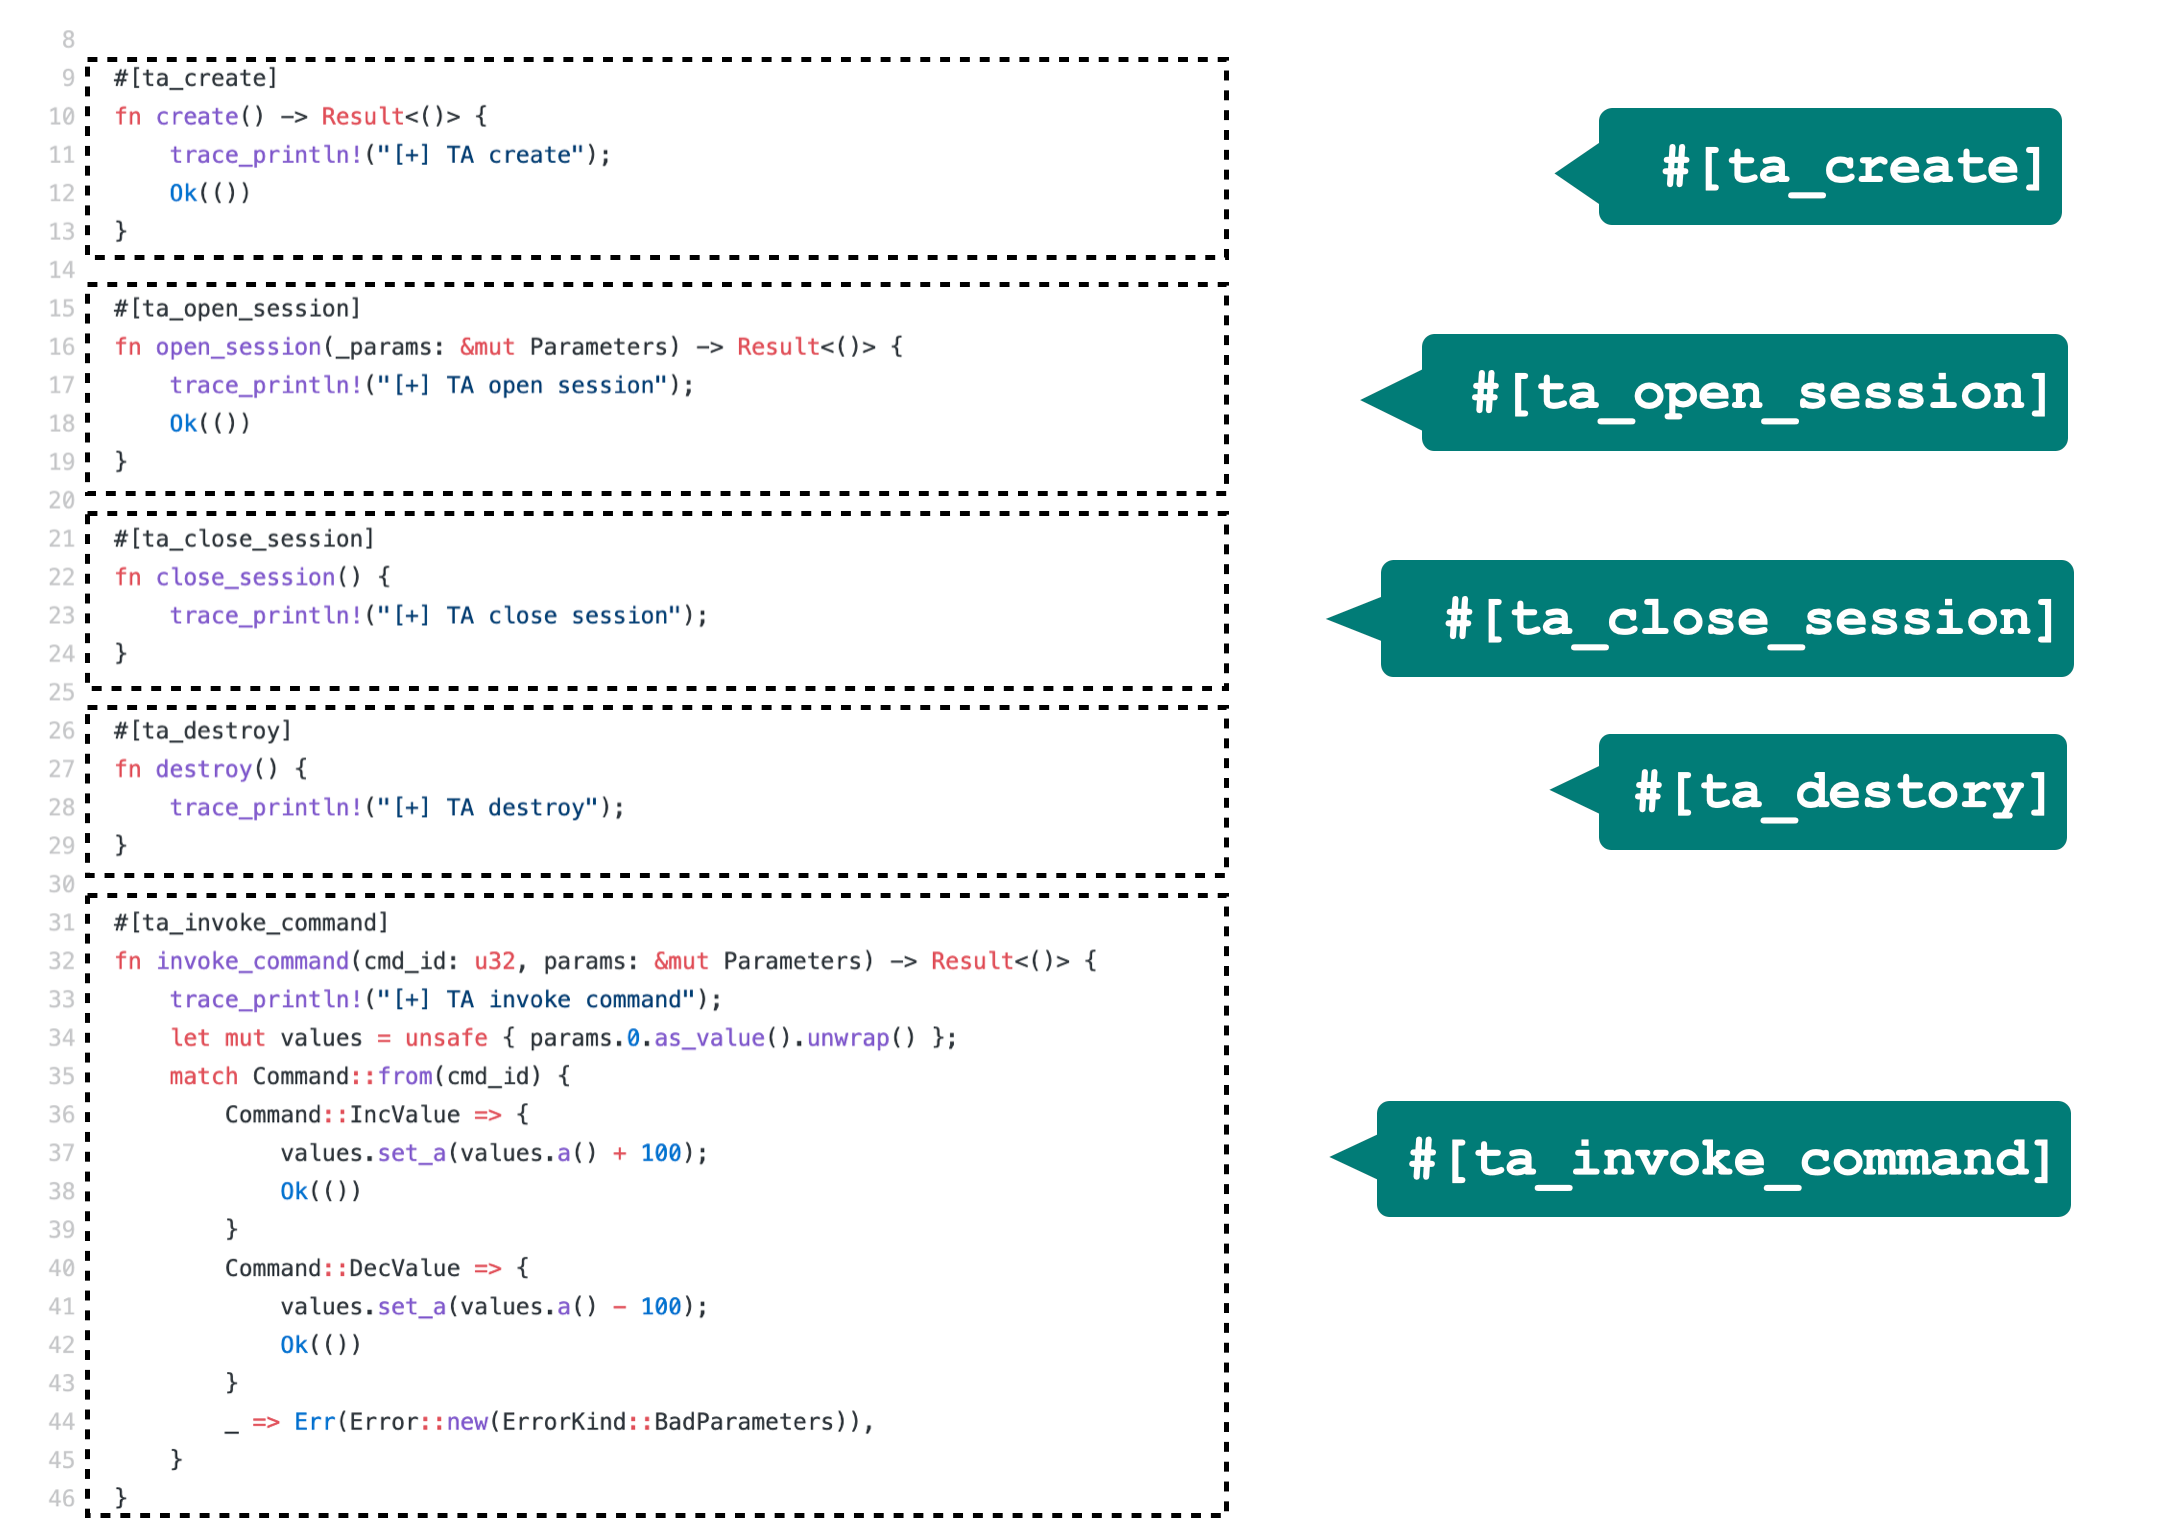 8
9 #[ta_create]
10 fn create() -> Result<()> {
11     trace_println!("[+] TA create");
12     Ok(())
13 }
14
15 #[ta_open_session]
16 fn open_session(_params: &mut Parameters) -> Result<()> {
17     trace_println!("[+] TA open session");
18     Ok(())
19 }
20
21 #[ta_close_session]
22 fn close_session() {
23     trace_println!("[+] TA close session");
24 }
25
26 #[ta_destroy]
27 fn destroy() {
28     trace_println!("[+] TA destroy");
29 }
30
31 #[ta_invoke_command]
32 fn invoke_command(cmd_id: u32, params: &mut Parameters) -> Result<()> {
33     trace_println!("[+] TA invoke command");
34     let mut values = unsafe { params.0.as_value().unwrap() };
35     match Command::from(cmd_id) {
36         Command::IncValue => {
37             values.set_a(values.a() + 100);
38             Ok(())
39         }
40         Command::DecValue => {
41             values.set_a(values.a() - 100);
42             Ok(())
43         }
44         _ => Err(Error::new(ErrorKind::BadParameters)),
45     }
46 }
#[ta_create]
#[ta_open_session]
#[ta_close_session]
#[ta_destory]
#[ta_invoke_command]